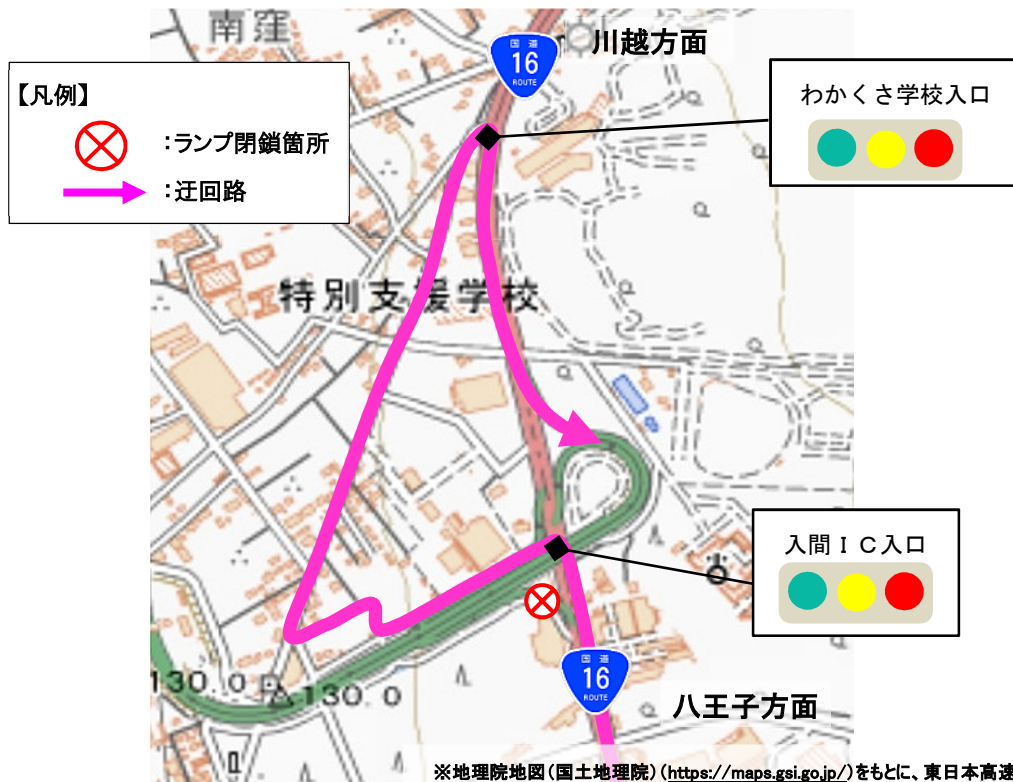 南窪
国道
16
ROUTE
川越方面
【凡例】
：ランプ閉鎖箇所
：迂回路
わかくさ学校入口
特別支援学校
入間ＩＣ入口
130.0
130.0
国道
16
ROUTE
八王子方面
※地理院地図（国土地理院）（https://maps.gsi.go.jp/）をもとに、東日本高速